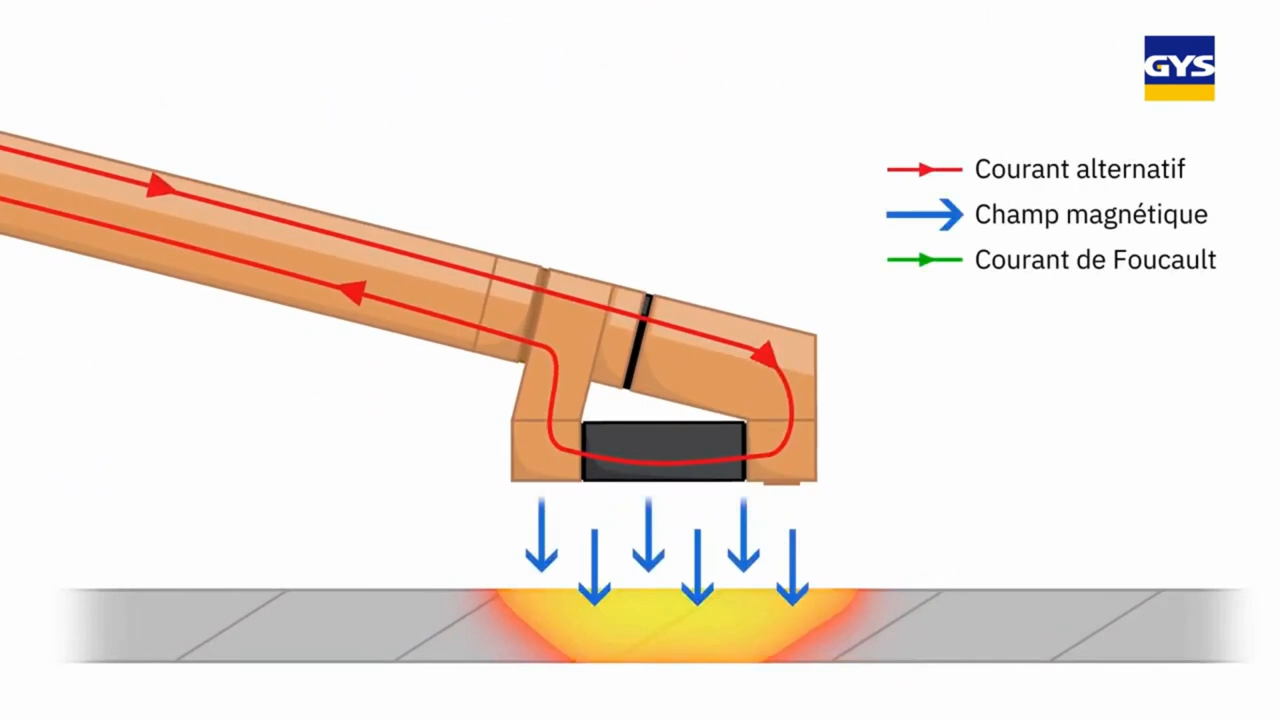 GYS
Courant alternatif
Champ magnétique
Courant de Foucault